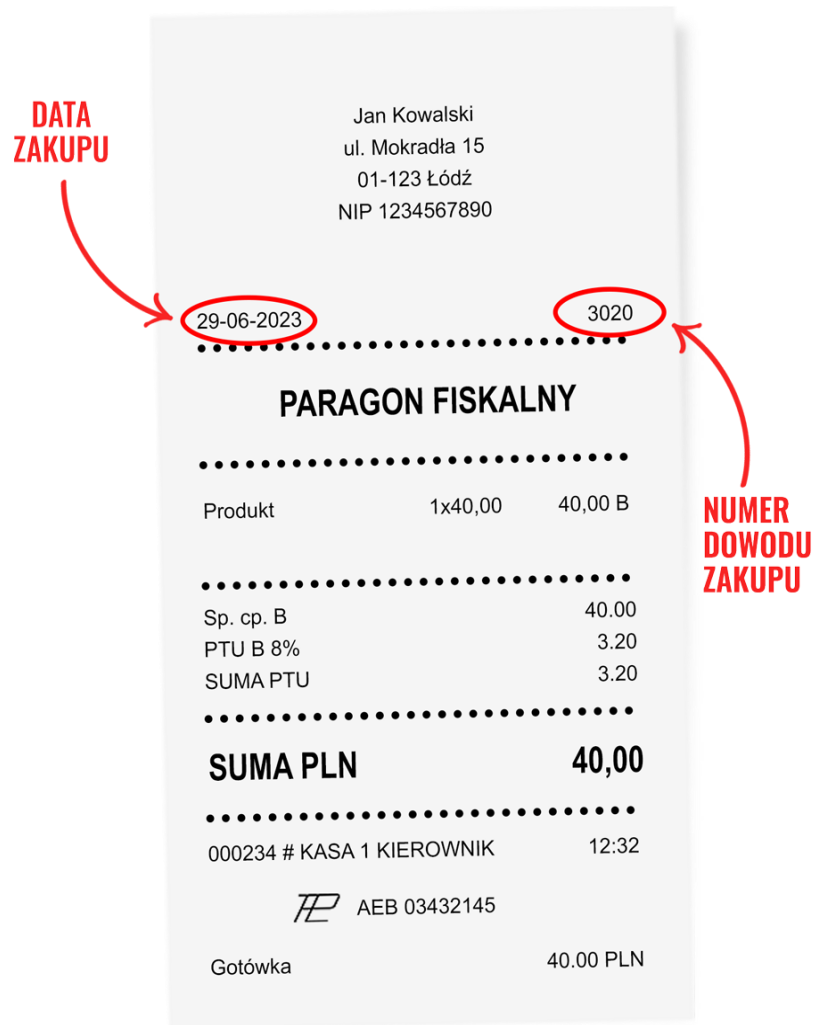 DATA
ZAKUPU
Jan Kowalski
ul. Mokradła 15
01-123 Łódź
NIP 1234567890
29-06-2023 3020
PARAGON FISKALNY
NUMER
DOWODU
ZAKUPU
Produkt 1x40,00 40,00 B
Sp. cp. B 40.00
PTU B 8% 3.20
SUMA PTU 3.20
SUMA PLN 40,00
000234 # KASA 1 KIEROWNIK 12:32
AEB 03432145
Gotówka 40.00 PLN